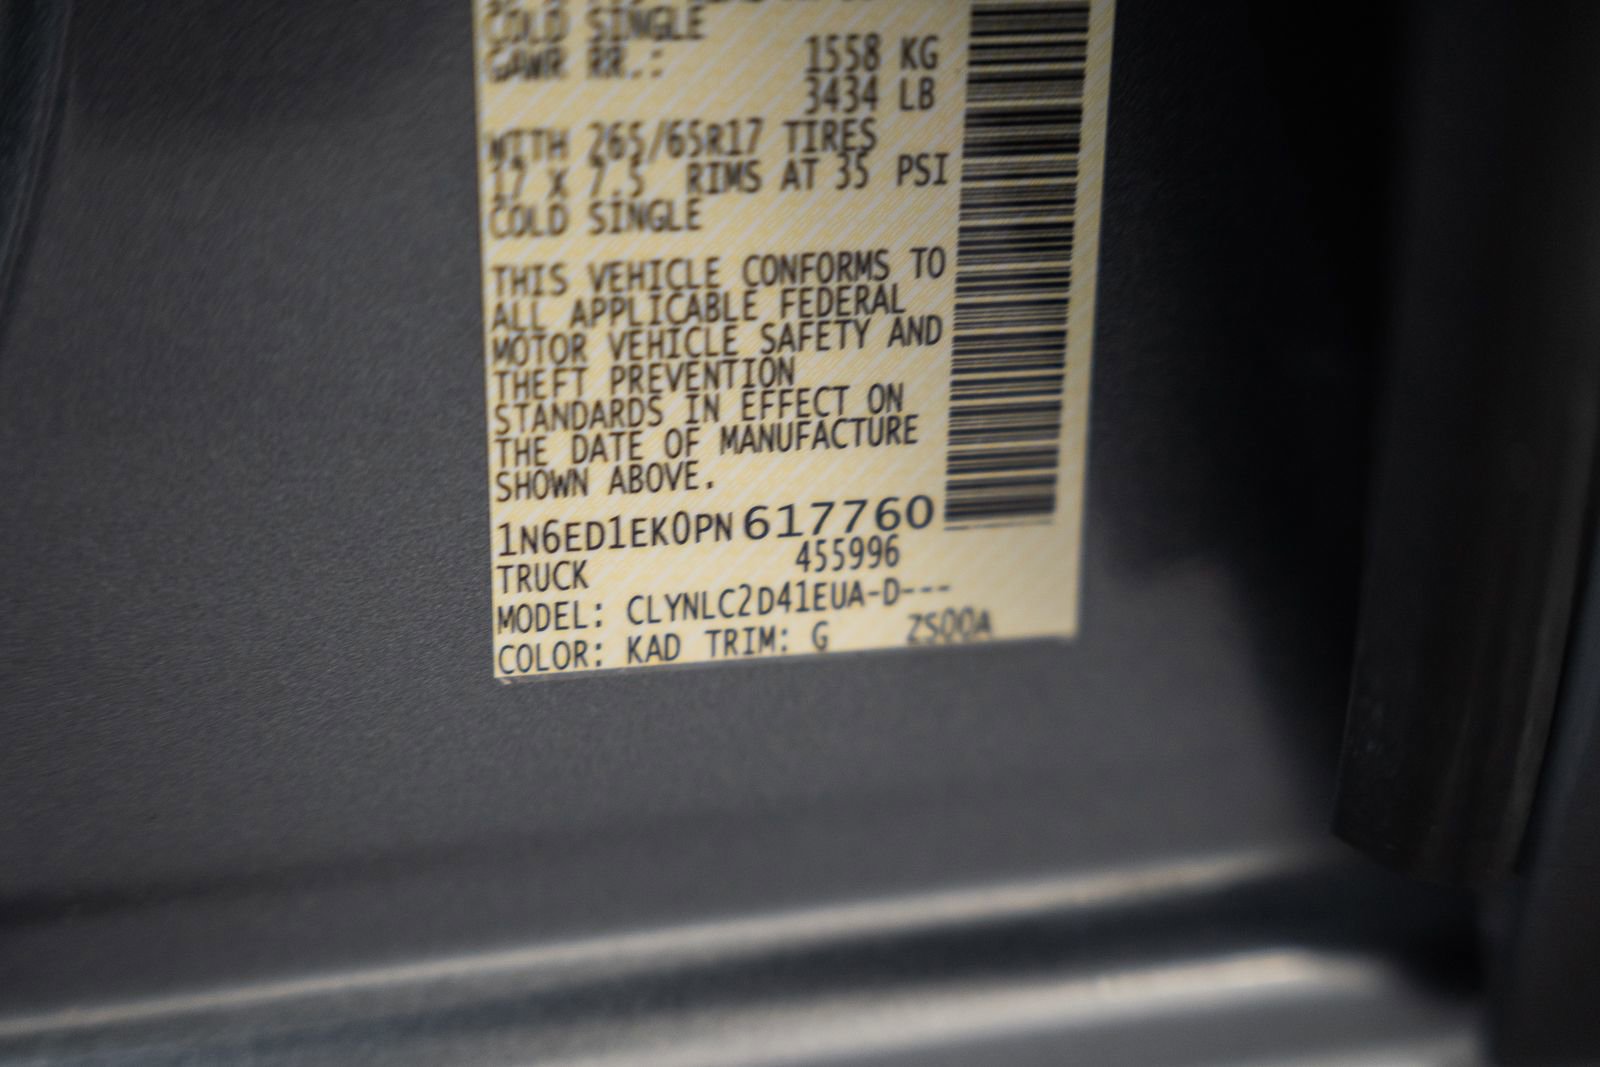 COLD SINGLE
GAWR RR.: 1558 KG
3434 LB
WITH 265/65R17 TIRES
17 X 7.5 RIMS AT 35 PSI
COLD SINGLE
THIS VEHICLE CONFORMS TO
ALL APPLICABLE FEDERAL
MOTOR VEHICLE SAFETY AND
THEFT PREVENTION
STANDARDS IN EFFECT ON
THE DATE OF MANUFACTURE
SHOWN ABOVE.
1N6ED1EK0PN617760
TRUCK 455996
MODEL: CLYNLC2D41EUA-D---
COLOR: KAD TRIM: G ZS00A